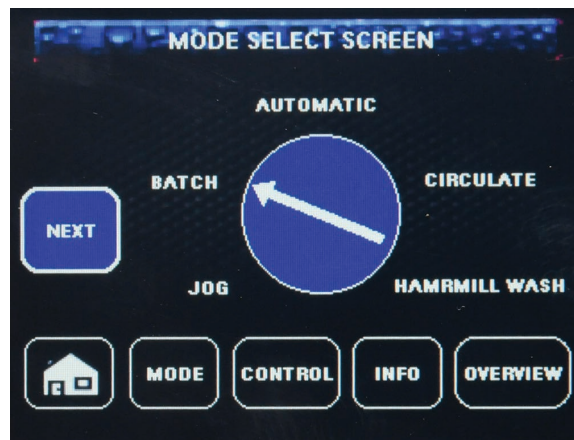 MODE SELECT SCREEN
AUTOMATIC
BATCH
CIRCULATE
NEXT
JOG
HAMRMILL WASH
MODE
CONTROL
INFO
OVERVIEW